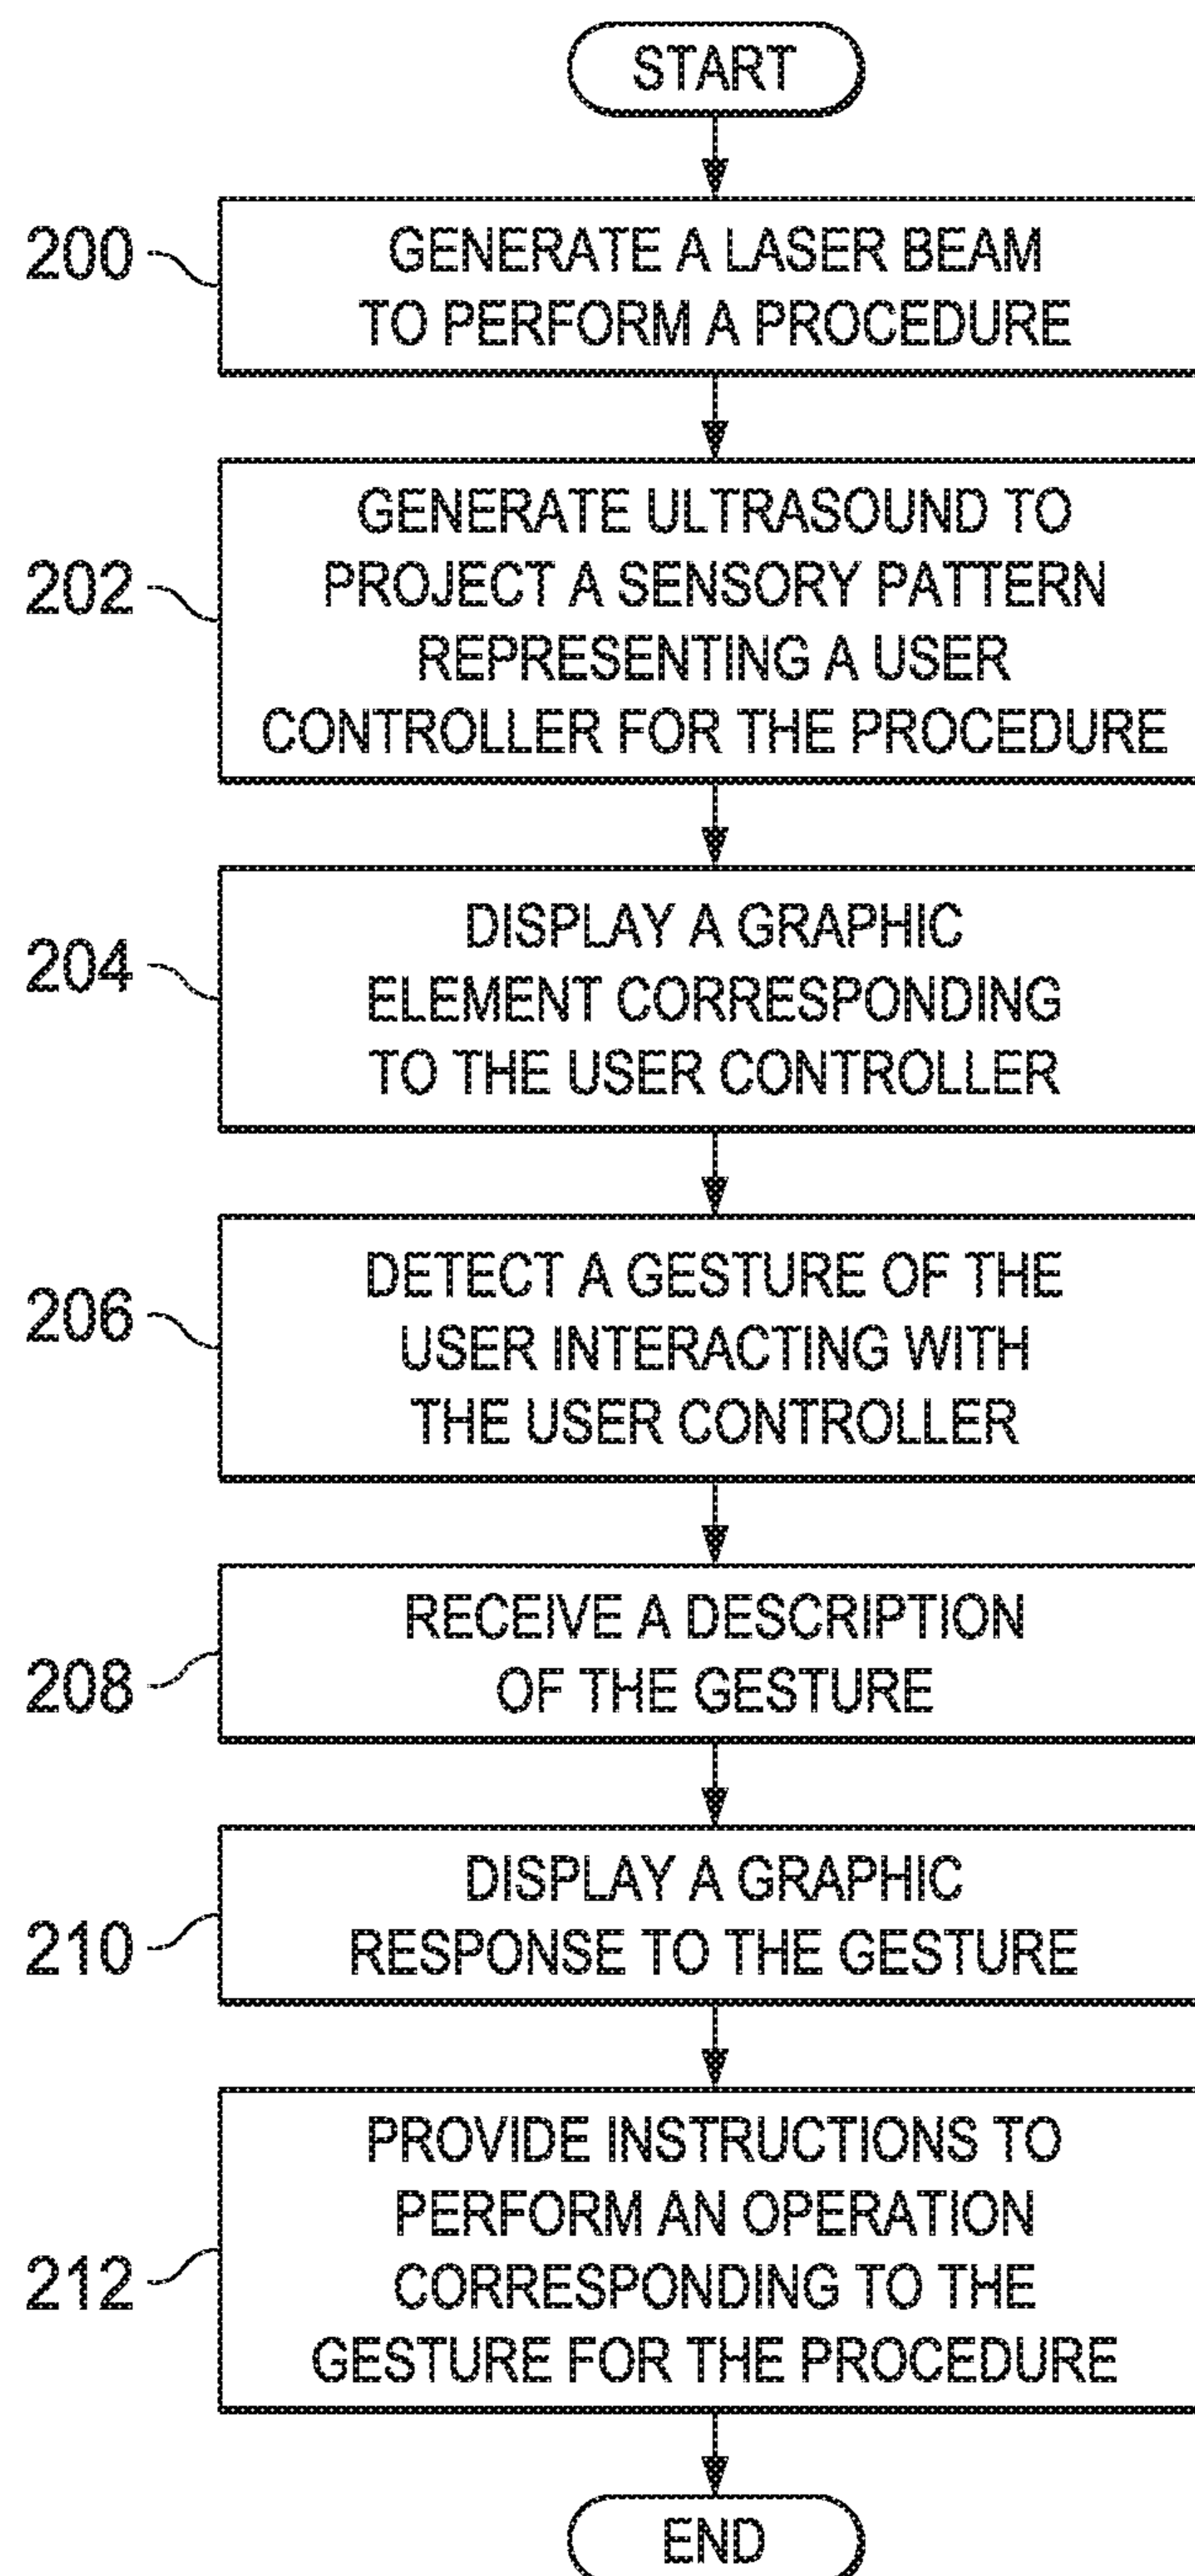 START
200
GENERATE A LASER BEAM
TO PERFORM A PROCEDURE
202
GENERATE ULTRASOUND TO
PROJECT A SENSORY PATTERN
REPRESENTING A USER
CONTROLLER FOR THE PROCEDURE
204
DISPLAY A GRAPHIC
ELEMENT CORRESPONDING
TO THE USER CONTROLLER
206
DETECT A GESTURE OF THE
USER INTERACTING WITH
THE USER CONTROLLER
208
RECEIVE A DESCRIPTION
OF THE GESTURE
210
DISPLAY A GRAPHIC
RESPONSE TO THE GESTURE
212
PROVIDE INSTRUCTIONS TO
PERFORM AN OPERATION
CORRESPONDING TO THE
GESTURE FOR THE PROCEDURE
END